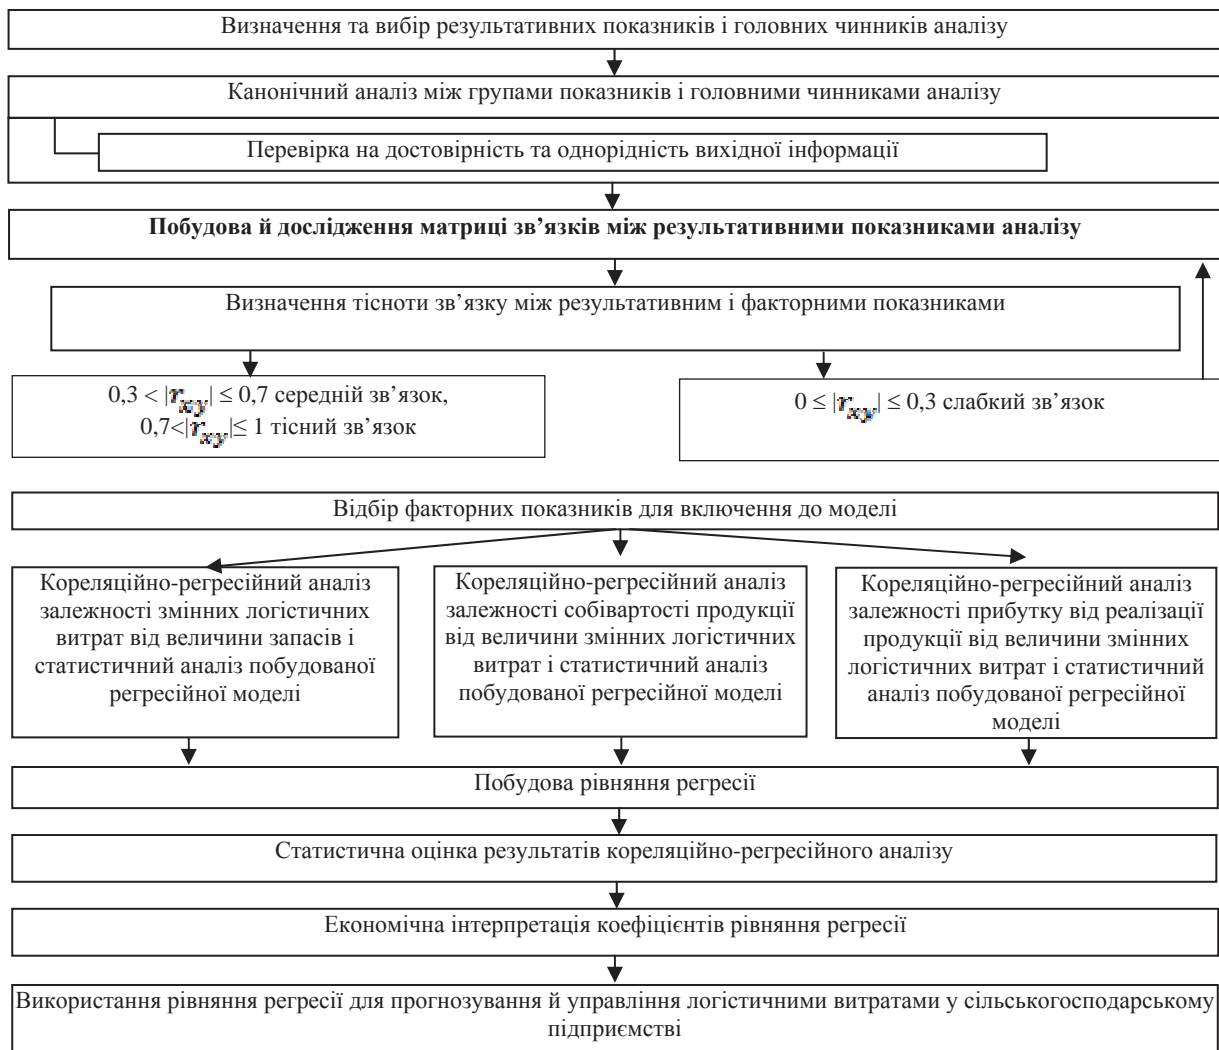 Визначення та вибір результативних показників і головних чинників аналізу
Канонічний аналіз між групами показників і головними чинниками аналізу
Перевірка на достовірність та однорідність вихідної інформації
Побудова й дослідження матриці зв’язків між результативними показниками аналізу
Визначення тісноти зв’язку між результативним і факторними показниками
0,3 < |r_xy| ≤ 0,7 середній зв’язок,
0,7<|r_xy|≤ 1 тісний зв’язок
0 ≤ |r_xy| ≤ 0,3 слабкий зв’язок
Відбір факторних показників для включення до моделі
Кореляційно-регресійний аналіз
залежності змінних логістичних
витрат від величини запасів і
статистичний аналіз побудованої
регресійної моделі
Кореляційно-регресійний аналіз
залежності собівартості продукції
від величини змінних логістичних
витрат і статистичний аналіз
побудованої регресійної моделі
Кореляційно-регресійний аналіз
залежності прибутку від реалізації
продукції від величини змінних
логістичних витрат і статистичний
аналіз побудованої регресійної
моделі
Побудова рівняння регресії
Статистична оцінка результатів кореляційно-регресійного аналізу
Економічна інтерпретація коефіцієнтів рівняння регресії
Використання рівняння регресії для прогнозування й управління логістичними витратами у сільськогосподарському
підприємстві